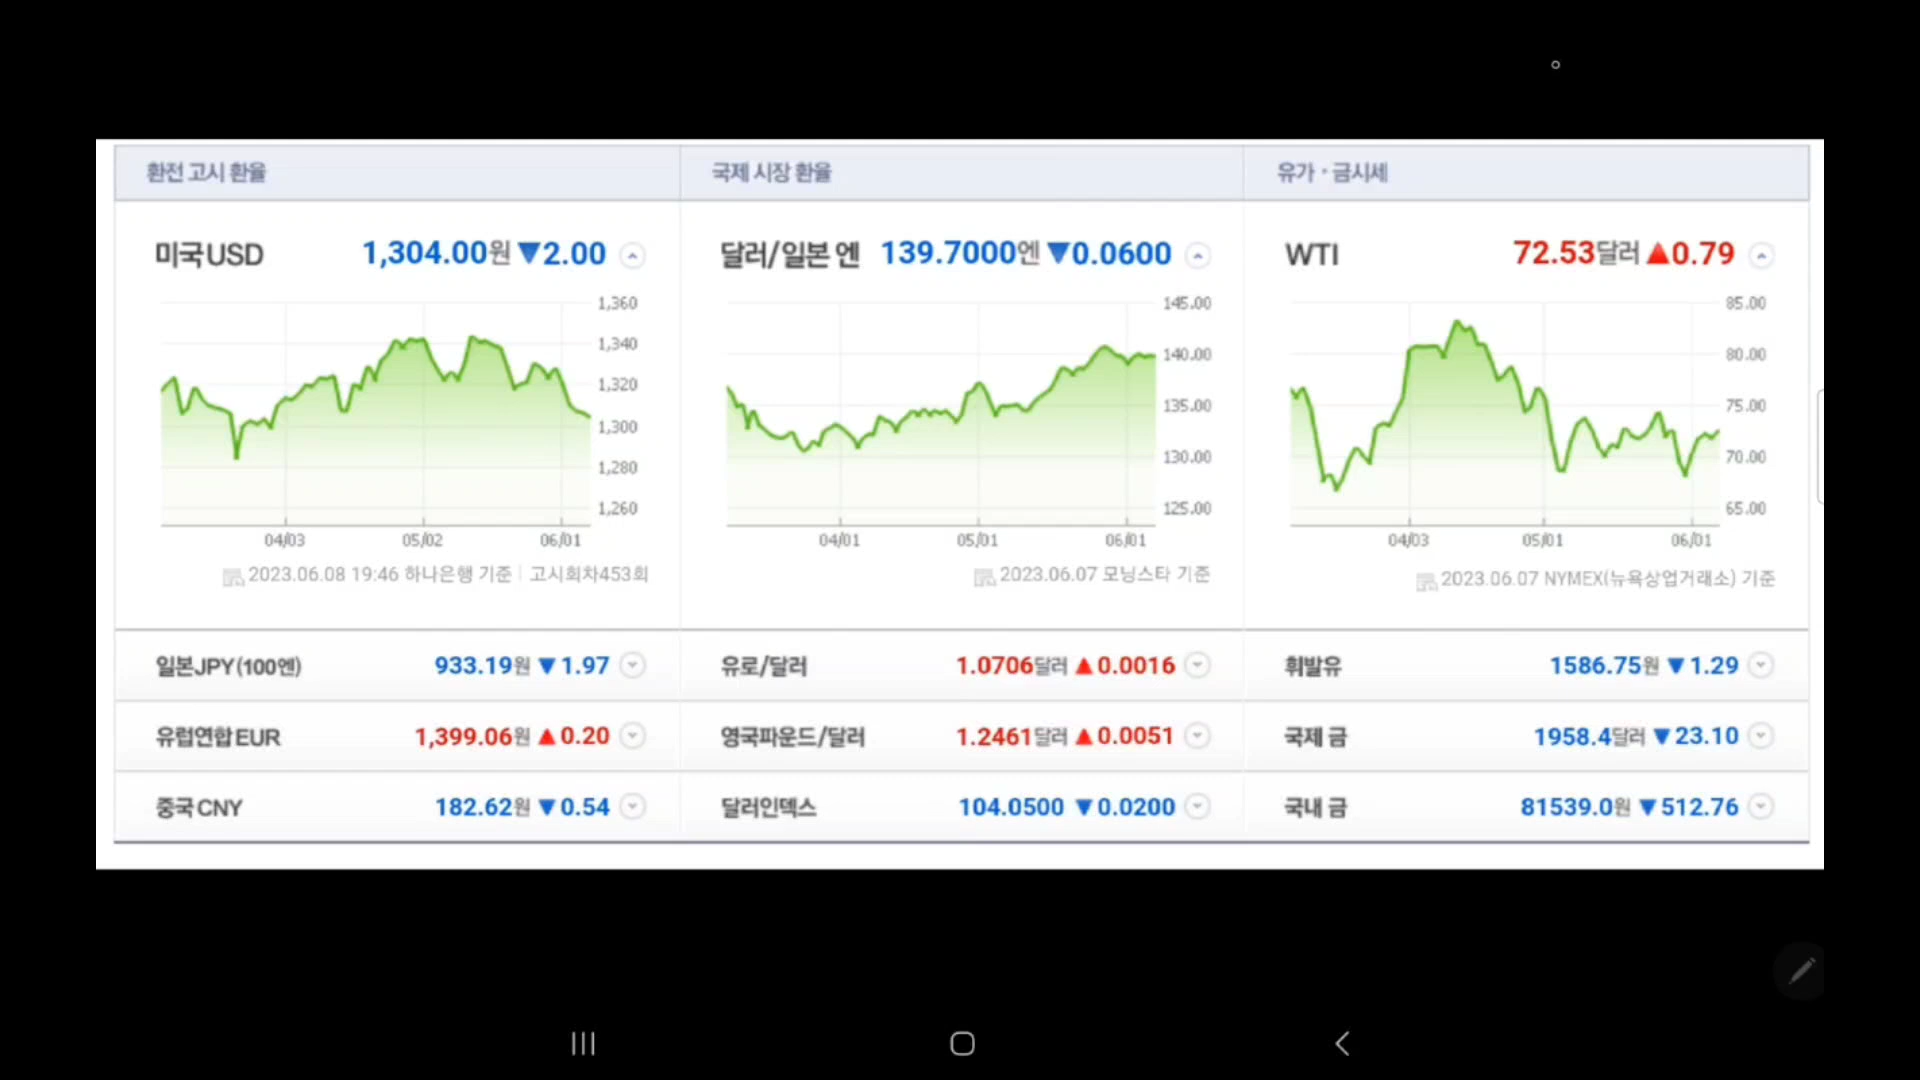 환전 고시 환율
국제 시장 환율
유가·금시세
미국USD 1,304.00원 ▼2.00
1,360
1,340
1,320
1,300
1,280
1,260
04/03 05/02 06/01
2023.06.08 19:46 하나은행 기준 | 고시회차453회
달러/일본 엔 139.7000엔 ▼0.0600
145.00
140.00
135.00
130.00
125.00
04/01 05/01 06/01
2023.06.07 모닝스타 기준
WTI 72.53달러 ▲0.79
85.00
80.00
75.00
70.00
65.00
04/03 05/01 06/01
2023.06.07 NYMEX(뉴욕상업거래소) 기준
일본JPY(100엔) 933.19원 ▼1.97
유로/달러 1.0706달러 ▲0.0016
휘발유 1586.75원 ▼1.29
유럽연합EUR 1,399.06원 ▲0.20
영국파운드/달러 1.2461달러 ▲0.0051
국제 금 1958.4달러 ▼23.10
중국CNY 182.62원 ▼0.54
달러인덱스 104.0500 ▼0.0200
국내 금 81539.0원 ▼512.76